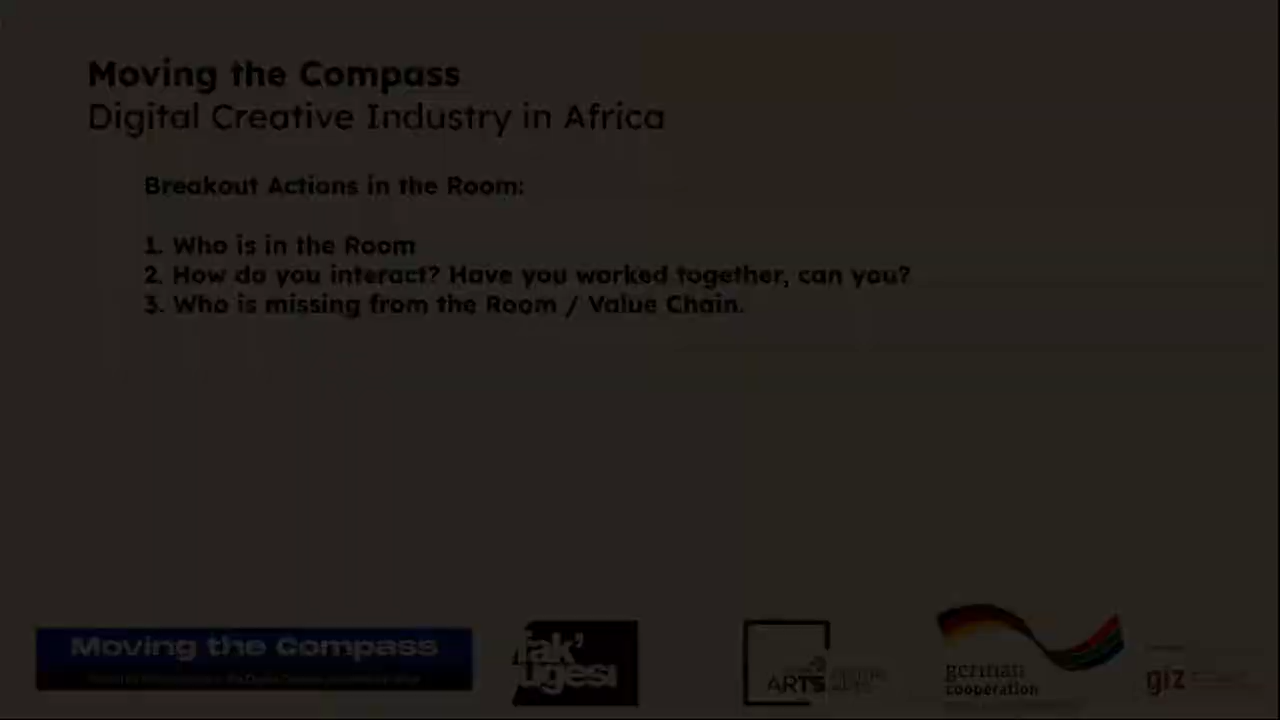 Moving the Compass
Digital Creative Industry in Africa
Breakout Actions in the Room:
1. Who is in the Room
2. How do you interact? Have you worked together, can you?
3. Who is missing from the Room / Value Chain.
Moving the Compass
fak'
ugesi
ARTS
german
cooperation
giz